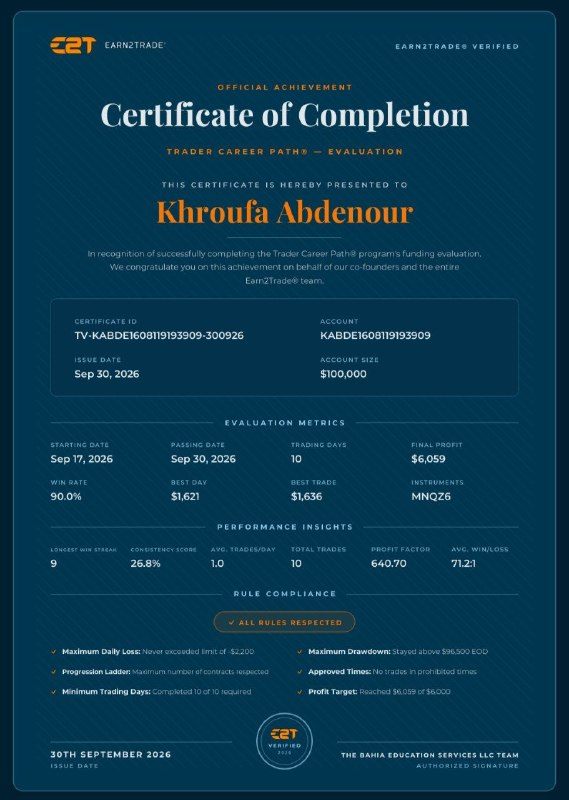 E2T EARN2TRADE®
EARN2TRADE® VERIFIED
OFFICIAL ACHIEVEMENT
Certificate of Completion
TRADER CAREER PATH® — EVALUATION
THIS CERTIFICATE IS HEREBY PRESENTED TO
Khroufa Abdenour
In recognition of successfully completing the Trader Career Path® program's funding evaluation.
We congratulate you on this achievement on behalf of our co-founders and the entire
Earn2Trade® team.
CERTIFICATE ID ACCOUNT
TV-KABDE1608119193909-300926 KABDE1608119193909
ISSUE DATE ACCOUNT SIZE
Sep 30, 2026 $100,000
EVALUATION METRICS
STARTING DATE PASSING DATE TRADING DAYS FINAL PROFIT
Sep 17, 2026 Sep 30, 2026 10 $6,059
WIN RATE BEST DAY BEST TRADE INSTRUMENTS
90.0% $1,621 $1,636 MNQZ6
PERFORMANCE INSIGHTS
LONGEST WIN STREAK CONSISTENCY SCORE AVG. TRADES/DAY TOTAL TRADES PROFIT FACTOR AVG. WIN/LOSS
9 26.8% 1.0 10 640.70 71.2:1
RULE COMPLIANCE
✓ ALL RULES RESPECTED
✓ Maximum Daily Loss: Never exceeded limit of -$2,200 ✓ Maximum Drawdown: Stayed above $96,500 EOD
✓ Progression Ladder: Maximum number of contracts respected ✓ Approved Times: No trades in prohibited times
✓ Minimum Trading Days: Completed 10 of 10 required ✓ Profit Target: Reached $6,059 of $6,000
E2T
VERIFIED
2026
30TH SEPTEMBER 2026 THE BAHIA EDUCATION SERVICES LLC TEAM
ISSUE DATE AUTHORIZED SIGNATURE